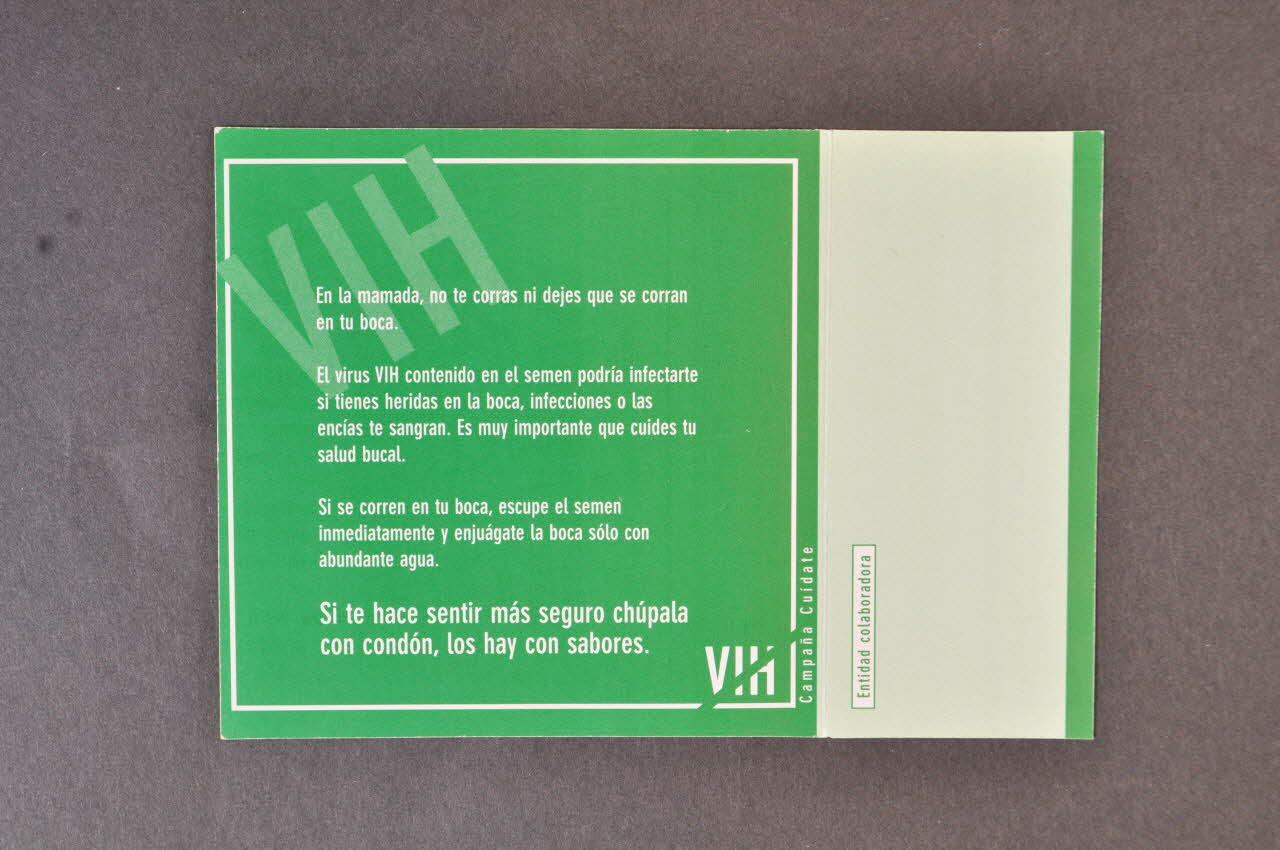 VIH
En la mamada, no te corras ni dejes que se corran
en tu boca.
El virus VIH contenido en el semen podría infectarte
si tienes heridas en la boca, infecciones o las
encías te sangran. Es muy importante que cuides tu
salud bucal.
Si se corren en tu boca, escupe el semen
inmediatamente y enjuágate la boca sólo con
abundante agua.
Si te hace sentir más seguro chúpala
con condón, los hay con sabores.
VIH
Campaña Cuídate
Entidad colaboradora